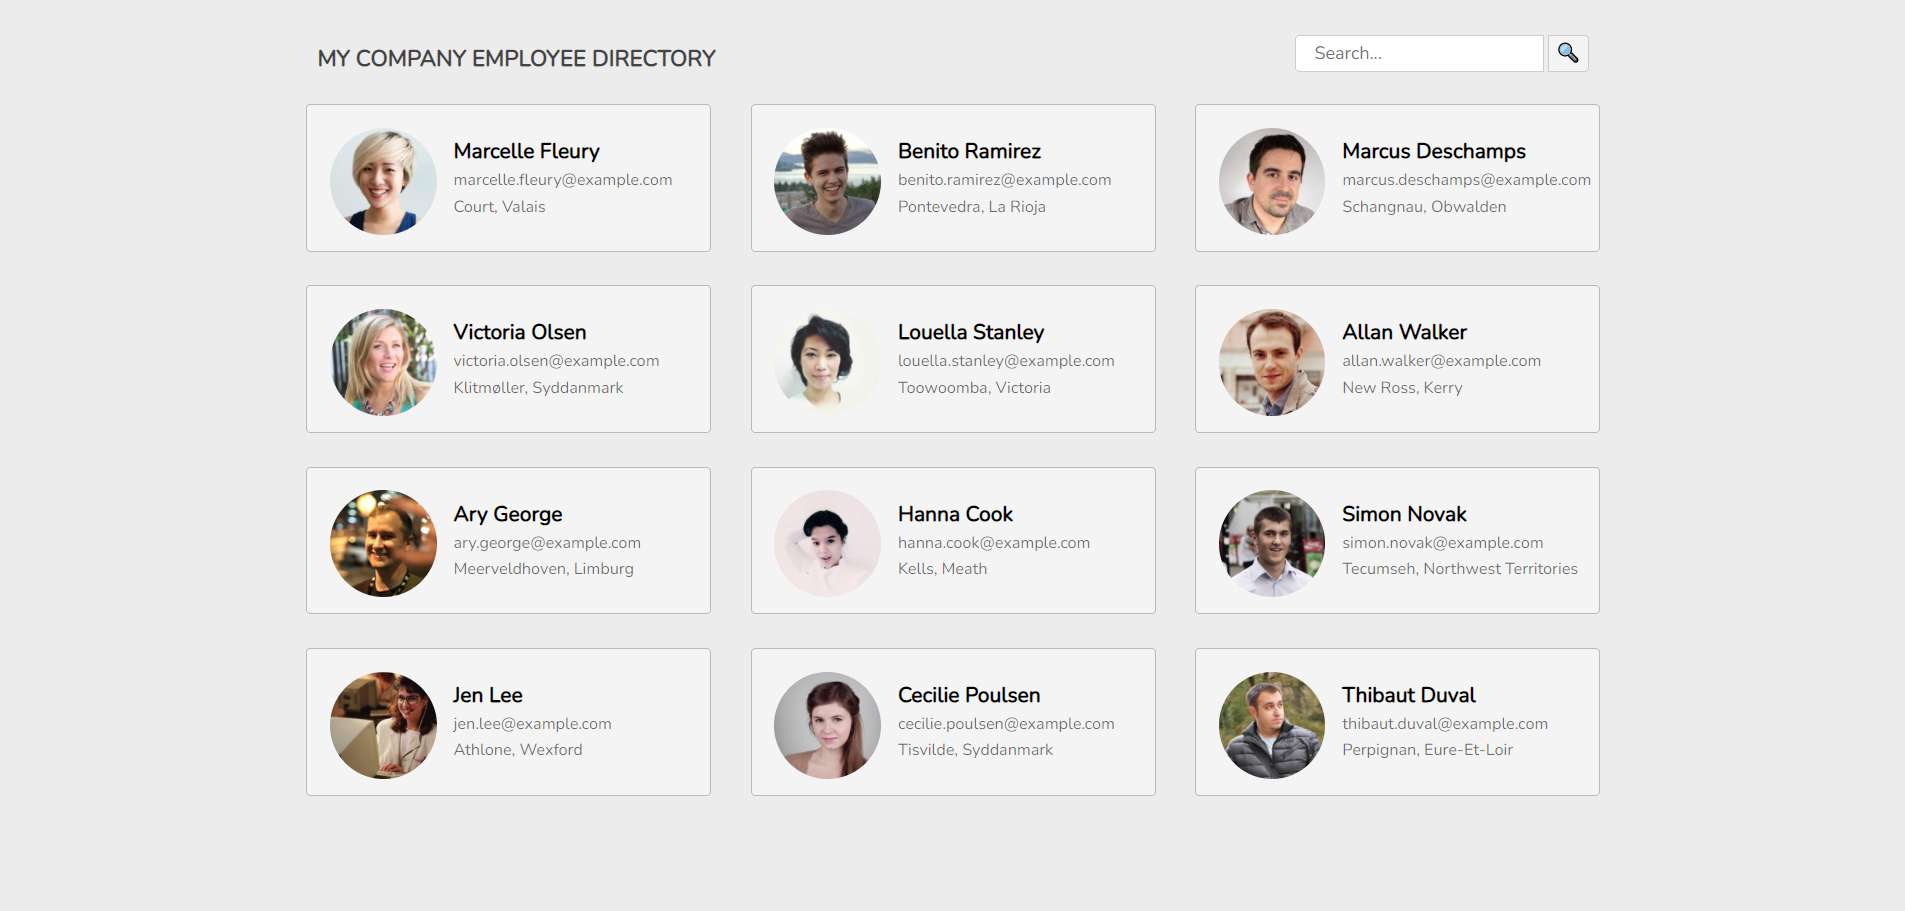 MY COMPANY EMPLOYEE DIRECTORY
Search...
Marcelle Fleury
marcelle.fleury@example.com
Court, Valais
Benito Ramirez
benito.ramirez@example.com
Pontevedra, La Rioja
Marcus Deschamps
marcus.deschamps@example.com
Schangnau, Obwalden
Victoria Olsen
victoria.olsen@example.com
Klitmøller, Syddanmark
Louella Stanley
louella.stanley@example.com
Toowoomba, Victoria
Allan Walker
allan.walker@example.com
New Ross, Kerry
Ary George
ary.george@example.com
Meerveldhoven, Limburg
Hanna Cook
hanna.cook@example.com
Kells, Meath
Simon Novak
simon.novak@example.com
Tecumseh, Northwest Territories
Jen Lee
jen.lee@example.com
Athlone, Wexford
Cecilie Poulsen
cecilie.poulsen@example.com
Tisvilde, Syddanmark
Thibaut Duval
thibaut.duval@example.com
Perpignan, Eure-Et-Loir